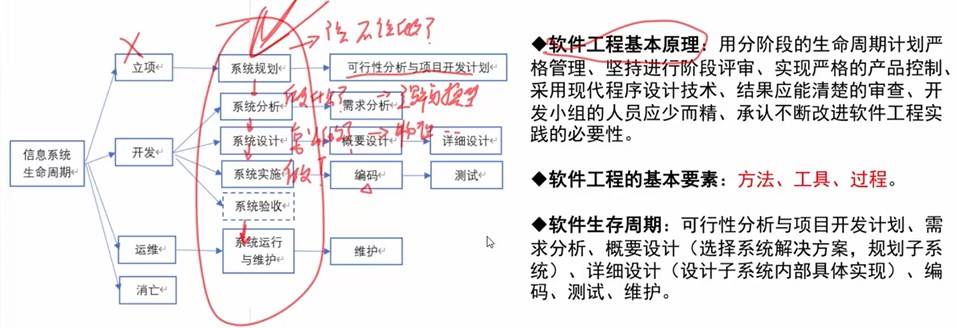 →该不该做?
立项
系统规划
可行性分析与项目开发计划
系统分析
做什么?
需求分析
→逻辑模型
系统设计
怎么做?
概要设计
→物理
详细设计
信息系统
生命周期
开发
系统实施
做!
编码
测试
系统验收
运维
系统运行
与维护
维护
消亡
◆软件工程基本原理:用分阶段的生命周期计划严
格管理、坚持进行阶段评审、实现严格的产品控制、
采用现代程序设计技术、结果应能清楚的审查、开
发小组的人员应少而精、承认不断改进软件工程实
践的必要性。
◆软件工程的基本要素:方法、工具、过程。
◆软件生存周期:可行性分析与项目开发计划、需
求分析、概要设计(选择系统解决方案,规划子系
统)、详细设计(设计子系统内部具体实现)、编
码、测试、维护。